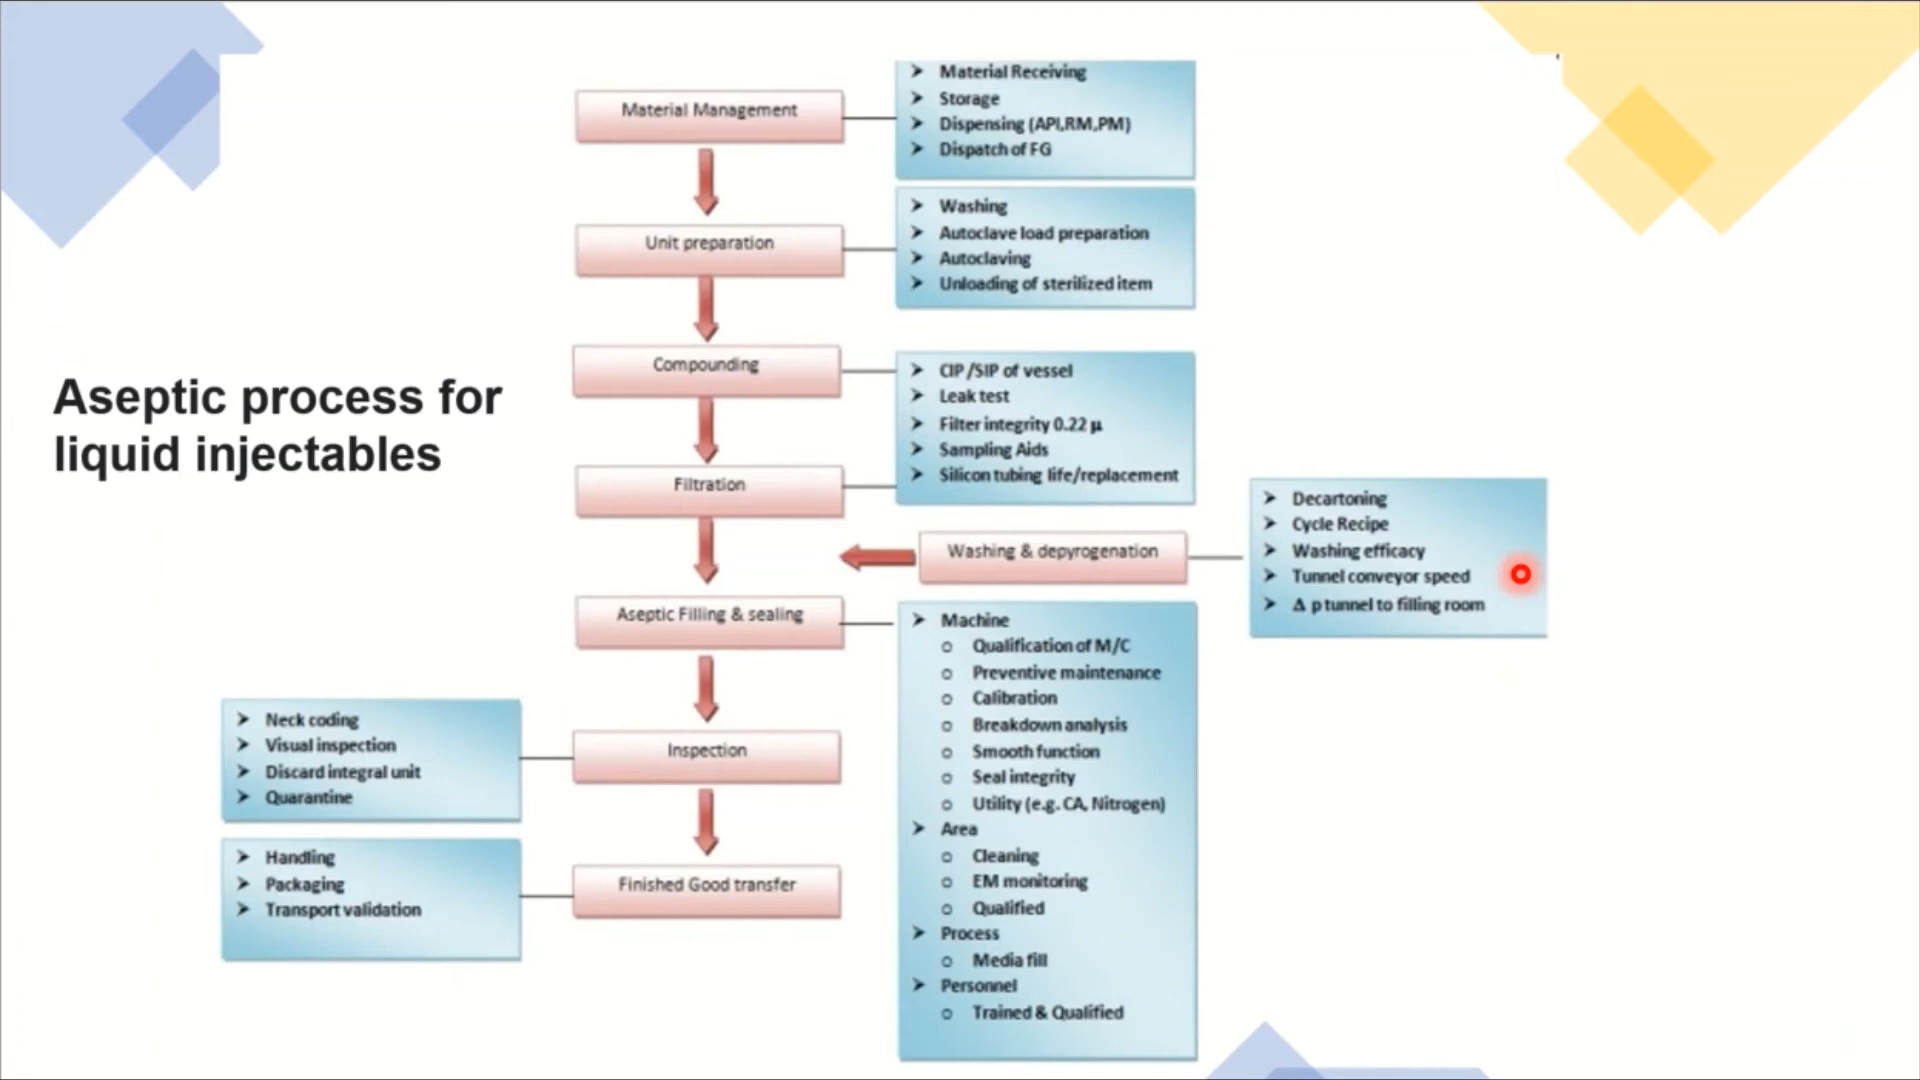 Aseptic process for
liquid injectables
Material Management
Material Receiving
Storage
Dispensing (API,RM,PM)
Dispatch of FG
Unit preparation
Washing
Autoclave load preparation
Autoclaving
Unloading of sterilized item
Compounding
CIP /SIP of vessel
Leak test
Filter integrity 0.22 µ
Sampling Aids
Silicon tubing life/replacement
Filtration
Washing & depyrogenation
Decartoning
Cycle Recipe
Washing efficacy
Tunnel conveyor speed
Δ p tunnel to filling room
Aseptic Filling & sealing
Machine
Qualification of M/C
Preventive maintenance
Calibration
Breakdown analysis
Smooth function
Seal integrity
Utility (e.g. CA, Nitrogen)
Area
Cleaning
EM monitoring
Qualified
Process
Media fill
Personnel
Trained & Qualified
Inspection
Neck coding
Visual inspection
Discard integral unit
Quarantine
Finished Good transfer
Handling
Packaging
Transport validation